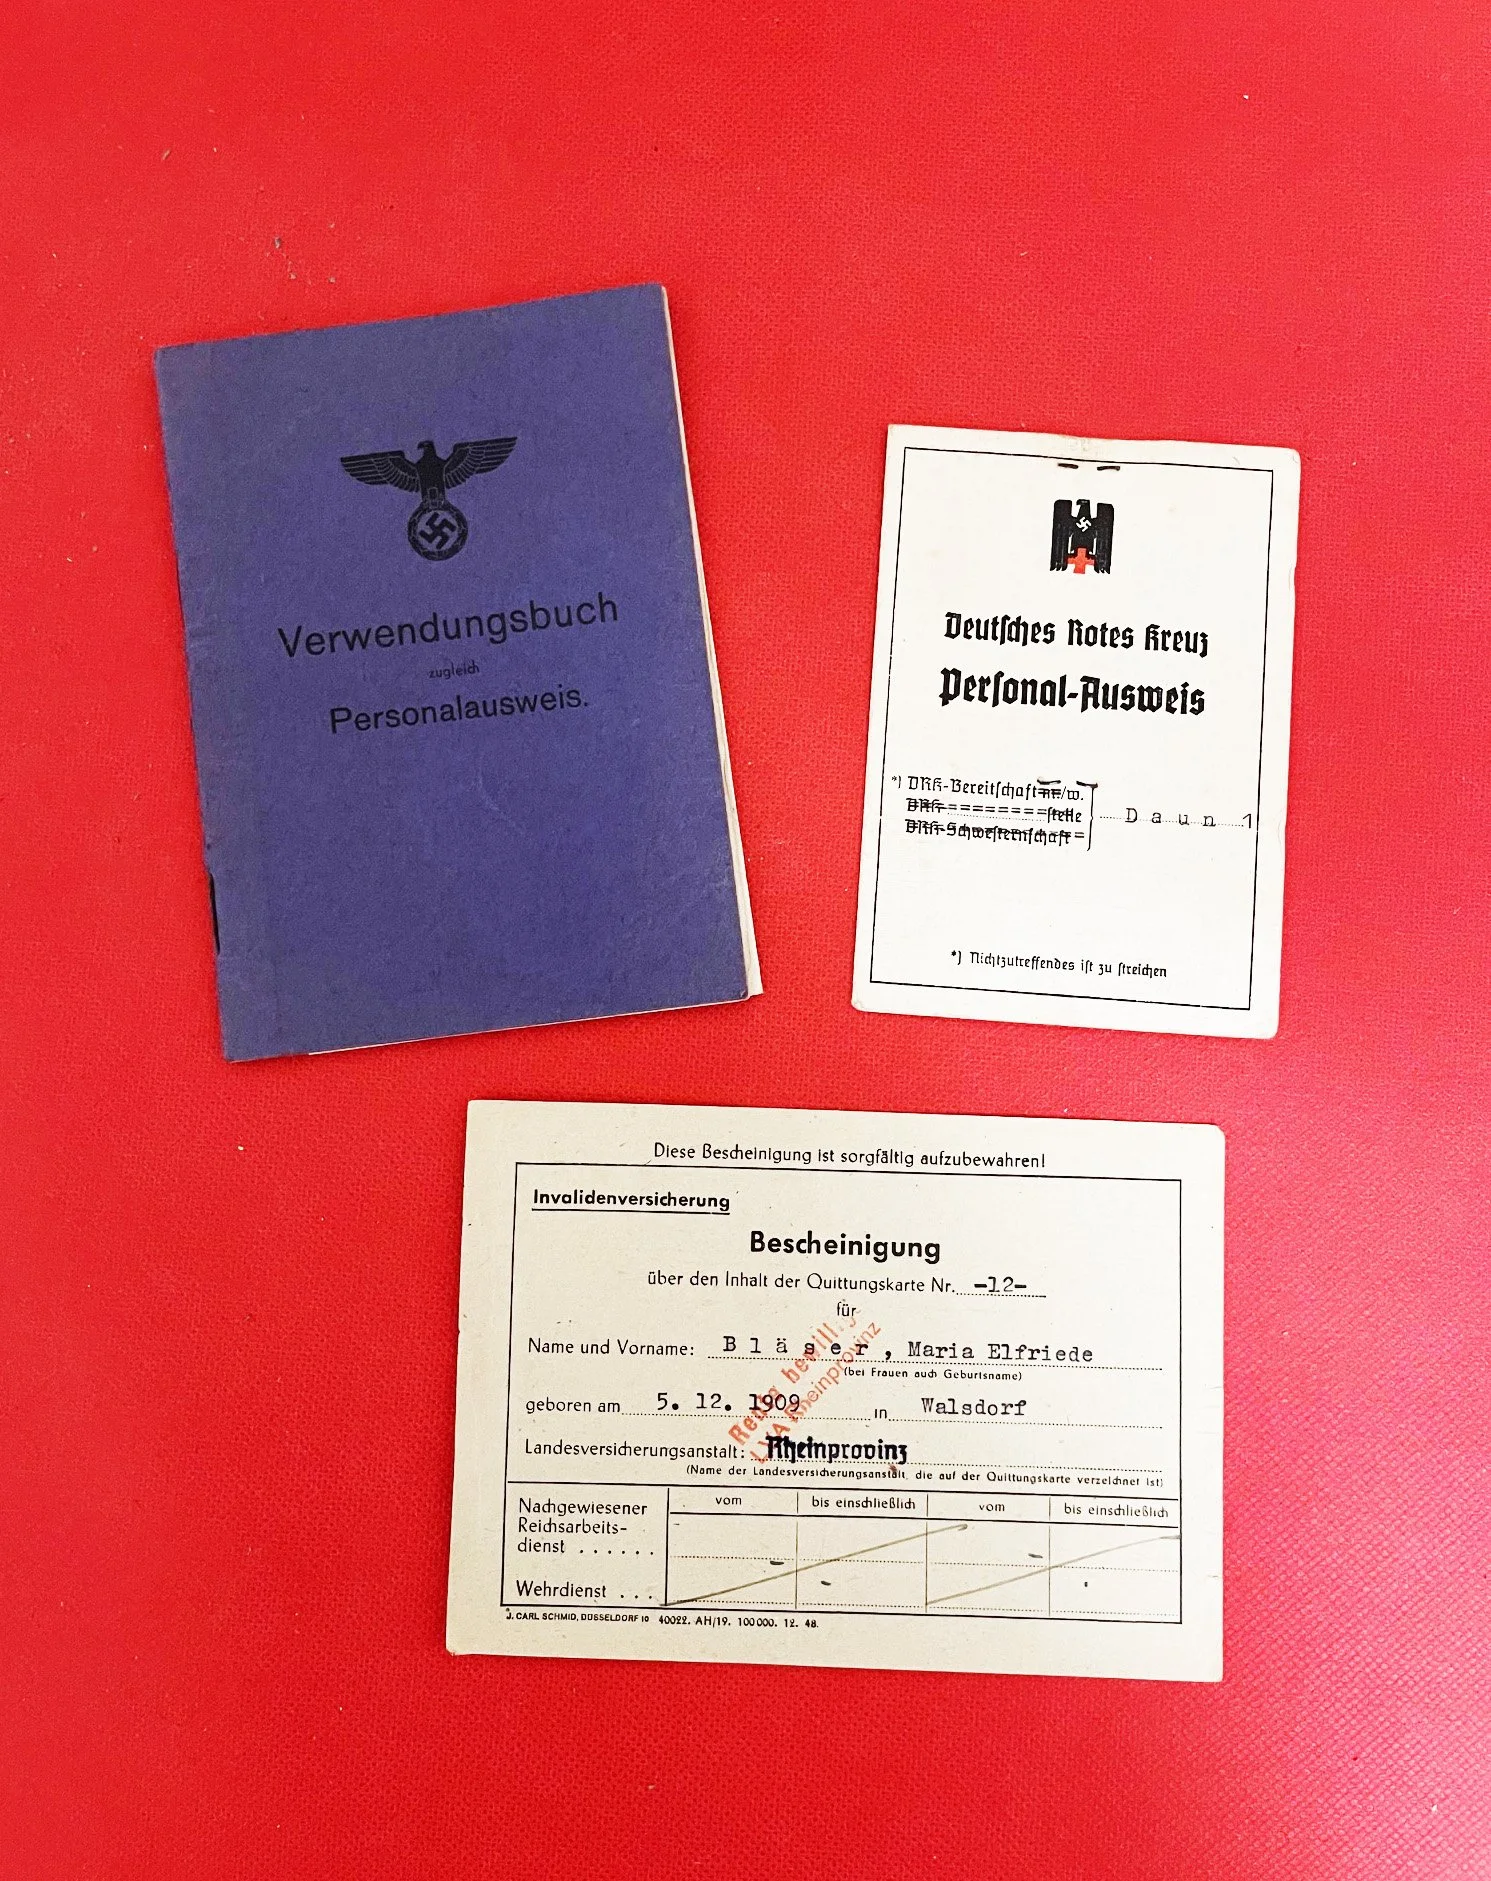 Verwendungsbuch
zugleich
Personalausweis.
Deutsches Rotes Kreuz
Personal-Ausweis
*) DRK-Bereitschaft m/w.
DRK-========stelle
DRK-Schwesternschaft =
Daun 1
*) Nichtzutreffendes ist zu streichen
Diese Bescheinigung ist sorgfältig aufzubewahren!
Invalidenversicherung
Bescheinigung
über den Inhalt der Quittungskarte Nr. -12-
für
Name und Vorname: Bläser, Maria Elfriede
(bei Frauen auch Geburtsname)
geboren am 5. 12. 1909 in Walsdorf
Landesversicherungsanstalt: Rheinprovinz
(Name der Landesversicherungsanstalt, die auf der Quittungskarte verzeichnet ist)
vom bis einschließlich vom bis einschließlich
Nachgewiesener
Reichsarbeits-
dienst ......
Wehrdienst ...
J. CARL SCHMID, DÜSSELDORF 10 40022. AH/19. 100000. 12. 48.
LVA Rheinprovinz